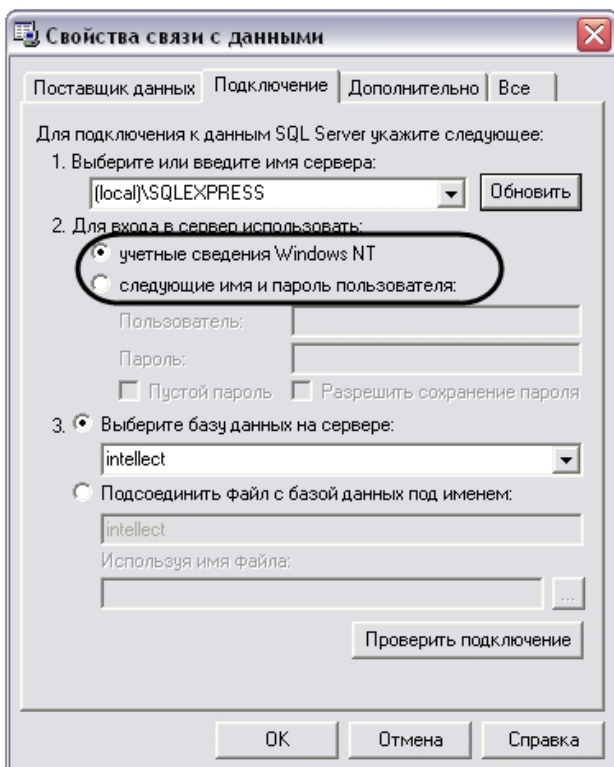 Свойства связи с данными
Поставщик данных Подключение Дополнительно Все
Для подключения к данным SQL Server укажите следующее:
1. Выберите или введите имя сервера:
(local)\SQLEXPRESS Обновить
2. Для входа в сервер использовать:
учетные сведения Windows NT
следующие имя и пароль пользователя:
Пользователь:
Пароль:
Пустой пароль Разрешить сохранение пароля
3. Выберите базу данных на сервере:
intellect
Подсоединить файл с базой данных под именем:
intellect
Используя имя файла:
...
Проверить подключение
OK Отмена Справка